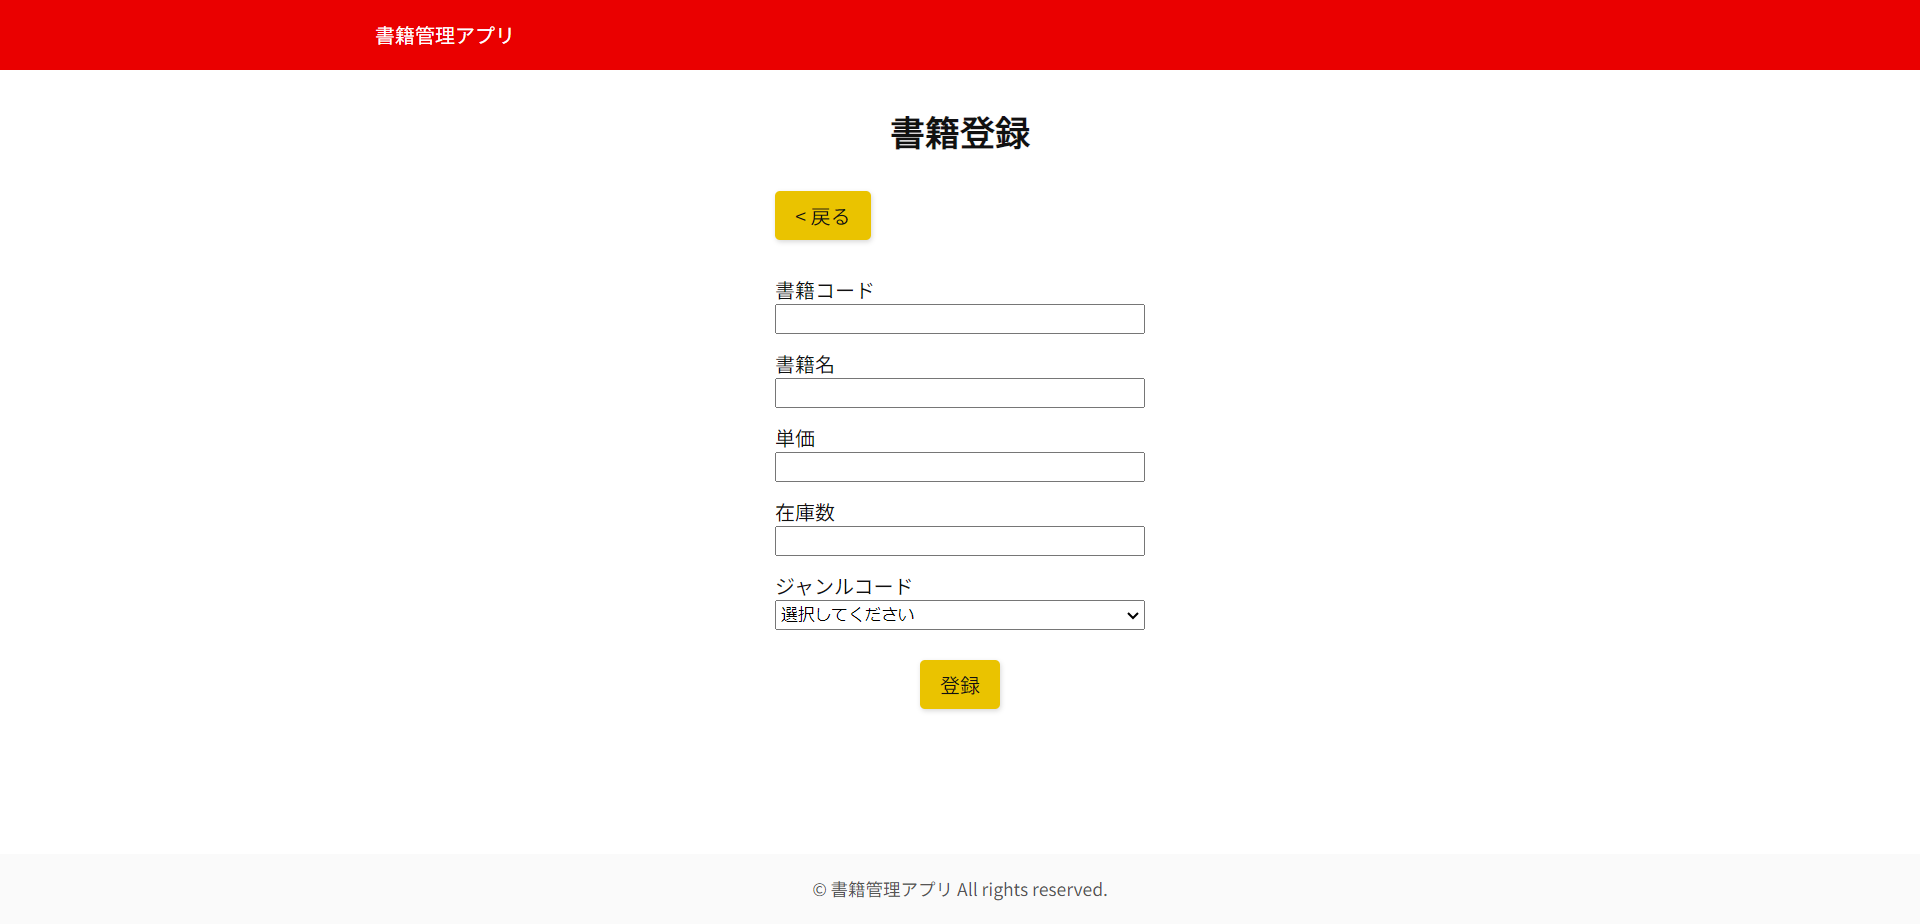 書籍管理アプリ
書籍登録
< 戻る
書籍コード
書籍名
単価
在庫数
ジャンルコード
選択してください
登録
© 書籍管理アプリ All rights reserved.